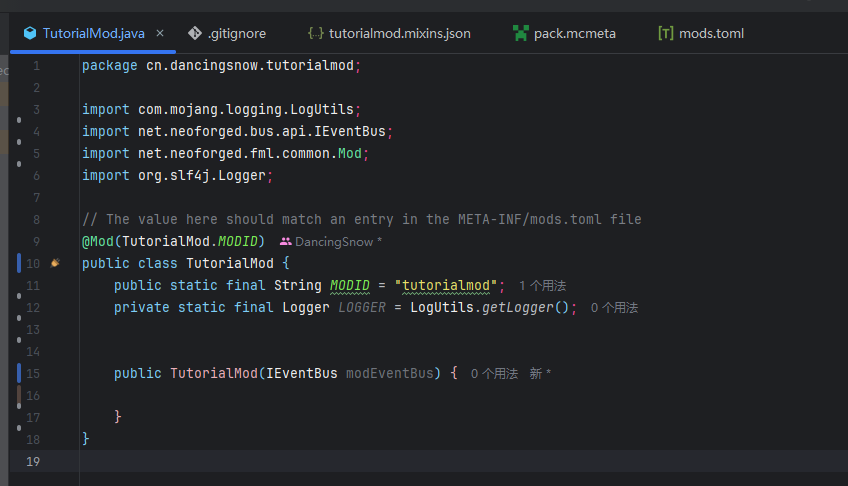 TutorialMod.java × .gitignore {..} tutorialmod.mixins.json pack.mcmeta [T] mods.toml
1 package cn.dancingsnow.tutorialmod;
2
3 import com.mojang.logging.LogUtils;
4 import net.neoforged.bus.api.IEventBus;
5 import net.neoforged.fml.common.Mod;
6 import org.slf4j.Logger;
7
8 // The value here should match an entry in the META-INF/mods.toml file
9 @Mod(TutorialMod.MODID) DancingSnow *
10 public class TutorialMod {
11 public static final String MODID = "tutorialmod"; 1 个用法
12 private static final Logger LOGGER = LogUtils.getLogger(); 0 个用法
13
14
15 public TutorialMod(IEventBus modEventBus) { 0 个用法 新 *
16
17 }
18 }
19